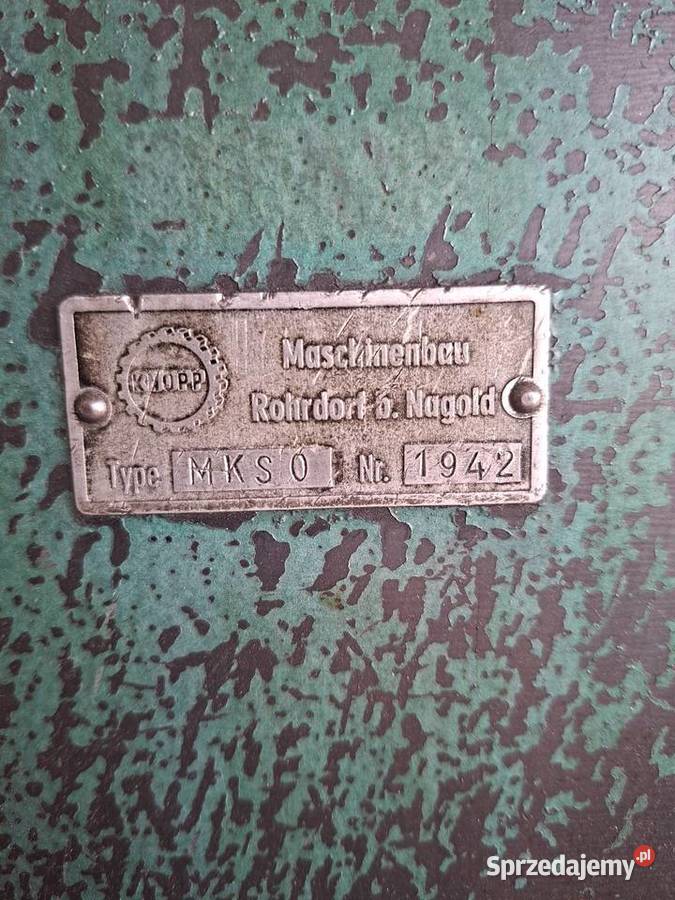 KNOPP
Maschinenbau
Rohrdorf b. Nagold
Type MKSO Nr. 1942
Sprzedajemy.pl